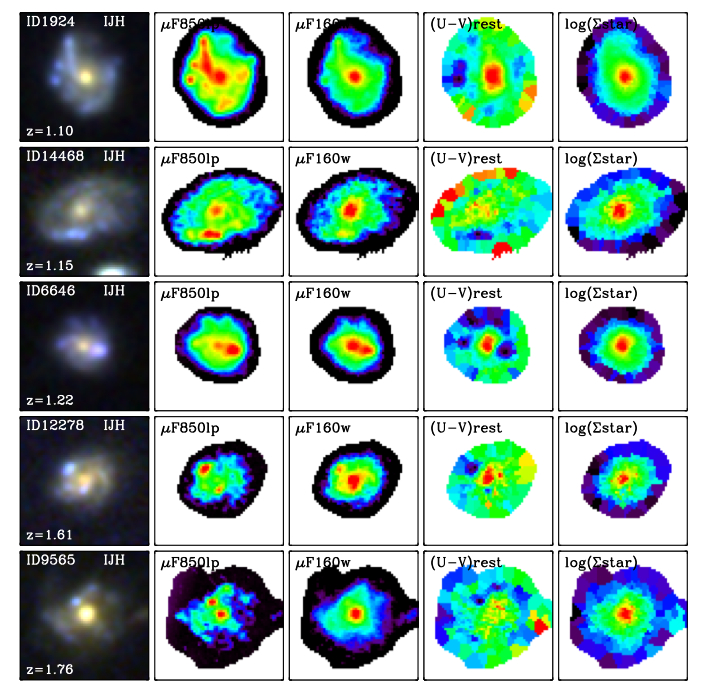 ID1924 IJH μF850lp μF160 (U−V)rest log(Σstar)
z=1.10
ID14468 IJH μF850lp μF160w (U−V)rest log(Σstar)
z=1.15
ID6646 IJH μF850lp μF160w (U−V)rest log(Σstar)
z=1.22
ID12278 IJH μF850lp μF160w (U−V)rest log(Σstar)
z=1.61
ID9565 IJH μF850lp μF160w (U−V)rest log(Σstar)
z=1.76